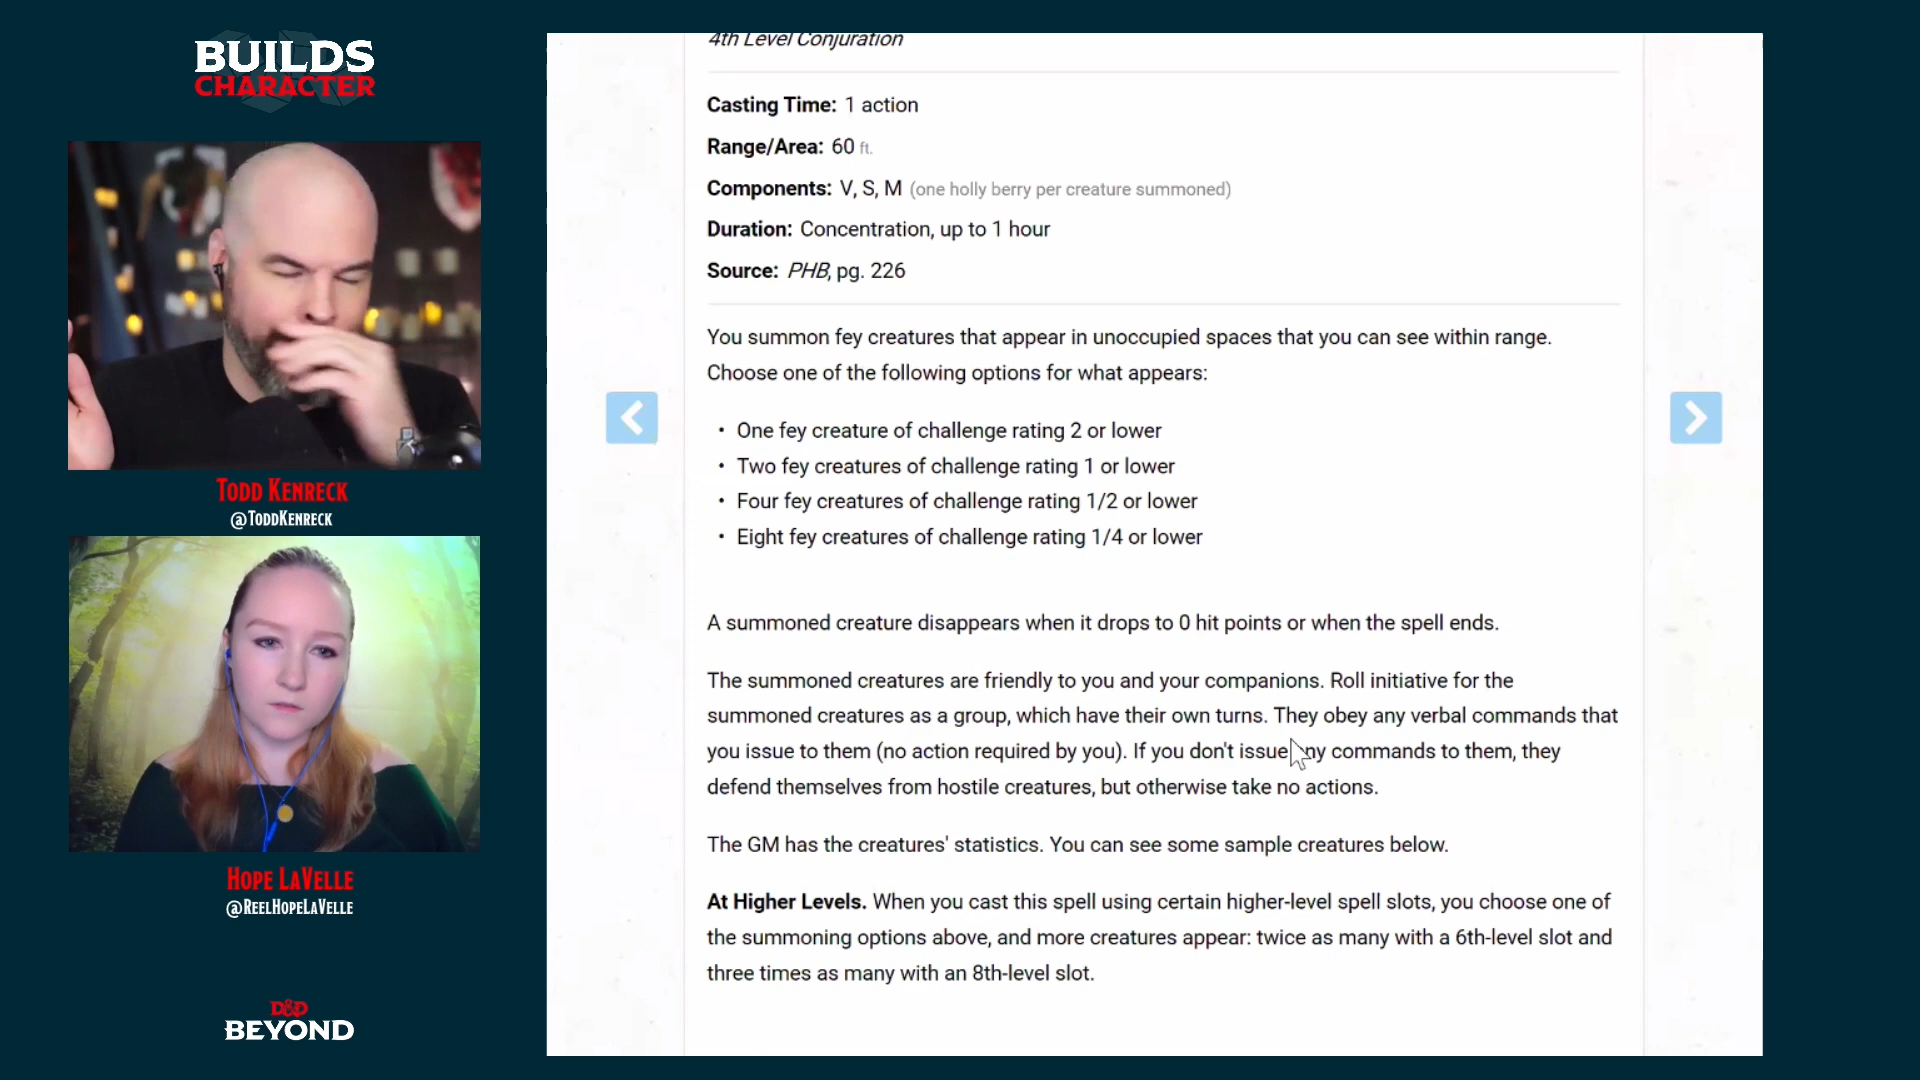 BUILDS
CHARACTER
TODD KENRECK
@TODDKENRECK
HOPE LAVELLE
@REELHOPELAVELLE
D&D
BEYOND
4th Level Conjuration
Casting Time: 1 action
Range/Area: 60 ft.
Components: V, S, M (one holly berry per creature summoned)
Duration: Concentration, up to 1 hour
Source: PHB, pg. 226
You summon fey creatures that appear in unoccupied spaces that you can see within range.
Choose one of the following options for what appears:
• One fey creature of challenge rating 2 or lower
• Two fey creatures of challenge rating 1 or lower
• Four fey creatures of challenge rating 1/2 or lower
• Eight fey creatures of challenge rating 1/4 or lower
A summoned creature disappears when it drops to 0 hit points or when the spell ends.
The summoned creatures are friendly to you and your companions. Roll initiative for the
summoned creatures as a group, which have their own turns. They obey any verbal commands that
you issue to them (no action required by you). If you don't issue any commands to them, they
defend themselves from hostile creatures, but otherwise take no actions.
The GM has the creatures' statistics. You can see some sample creatures below.
At Higher Levels. When you cast this spell using certain higher-level spell slots, you choose one of
the summoning options above, and more creatures appear: twice as many with a 6th-level slot and
three times as many with an 8th-level slot.